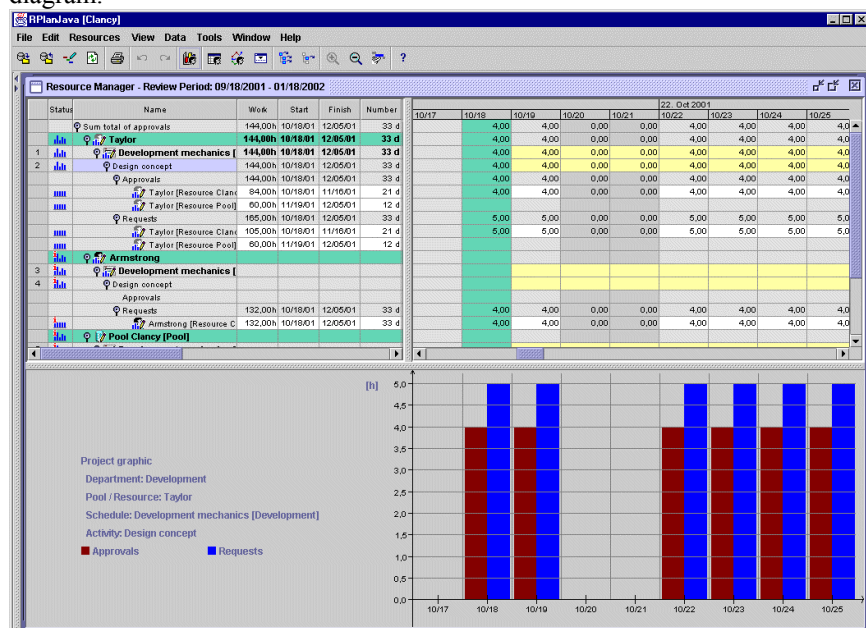 diagram.
RPlanJava [Clancy]
File Edit Resources View Data Tools Window Help
?
Resource Manager - Review Period: 09/18/2001 - 01/18/2002
Status Name Work Start Finish Number 22. Oct 2001
10/17 10/18 10/19 10/20 10/21 10/22 10/23 10/24 10/25
Sum total of approvals 144,00h 10/18/01 12/05/01 33 d 4,00 4,00 0,00 0,00 4,00 4,00 4,00 4,0
Taylor 144,00h 10/18/01 12/05/01 33 d 4,00 4,00 0,00 0,00 4,00 4,00 4,00 4,0
1 Development mechanics [ 144,00h 10/18/01 12/05/01 33 d 4,00 4,00 0,00 0,00 4,00 4,00 4,00 4,0
2 Design concept 144,00h 10/18/01 12/05/01 33 d 4,00 4,00 0,00 0,00 4,00 4,00 4,00 4,0
Approvals 144,00h 10/18/01 12/05/01 33 d 4,00 4,00 0,00 0,00 4,00 4,00 4,00 4,0
Taylor [Resource Clanc 84,00h 10/18/01 11/16/01 21 d 4,00 4,00 0,00 0,00 4,00 4,00 4,00 4,0
Taylor [Resource Pool] 60,00h 11/19/01 12/05/01 12 d
Requests 165,00h 10/18/01 12/05/01 33 d 5,00 5,00 0,00 0,00 5,00 5,00 5,00 5,0
Taylor [Resource Clanc 105,00h 10/18/01 11/16/01 21 d 5,00 5,00 0,00 0,00 5,00 5,00 5,00 5,0
Taylor [Resource Pool] 60,00h 11/19/01 12/05/01 12 d
Armstrong
3 Development mechanics [
4 Design concept
Approvals
Requests 132,00h 10/18/01 12/05/01 33 d 4,00 4,00 0,00 0,00 4,00 4,00 4,00 4,0
Armstrong [Resource C 132,00h 10/18/01 12/05/01 33 d 4,00 4,00 0,00 0,00 4,00 4,00 4,00 4,0
Pool Clancy [Pool]
[h] 5,0
4,5
4,0
3,5
Project graphic
3,0
Department: Development
Pool / Resource: Taylor
2,5
Schedule: Development mechanics [Development]
2,0
Activity: Design concept
1,5
Approvals Requests
1,0
0,5
0,0
10/17 10/18 10/19 10/20 10/21 10/22 10/23 10/24 10/25